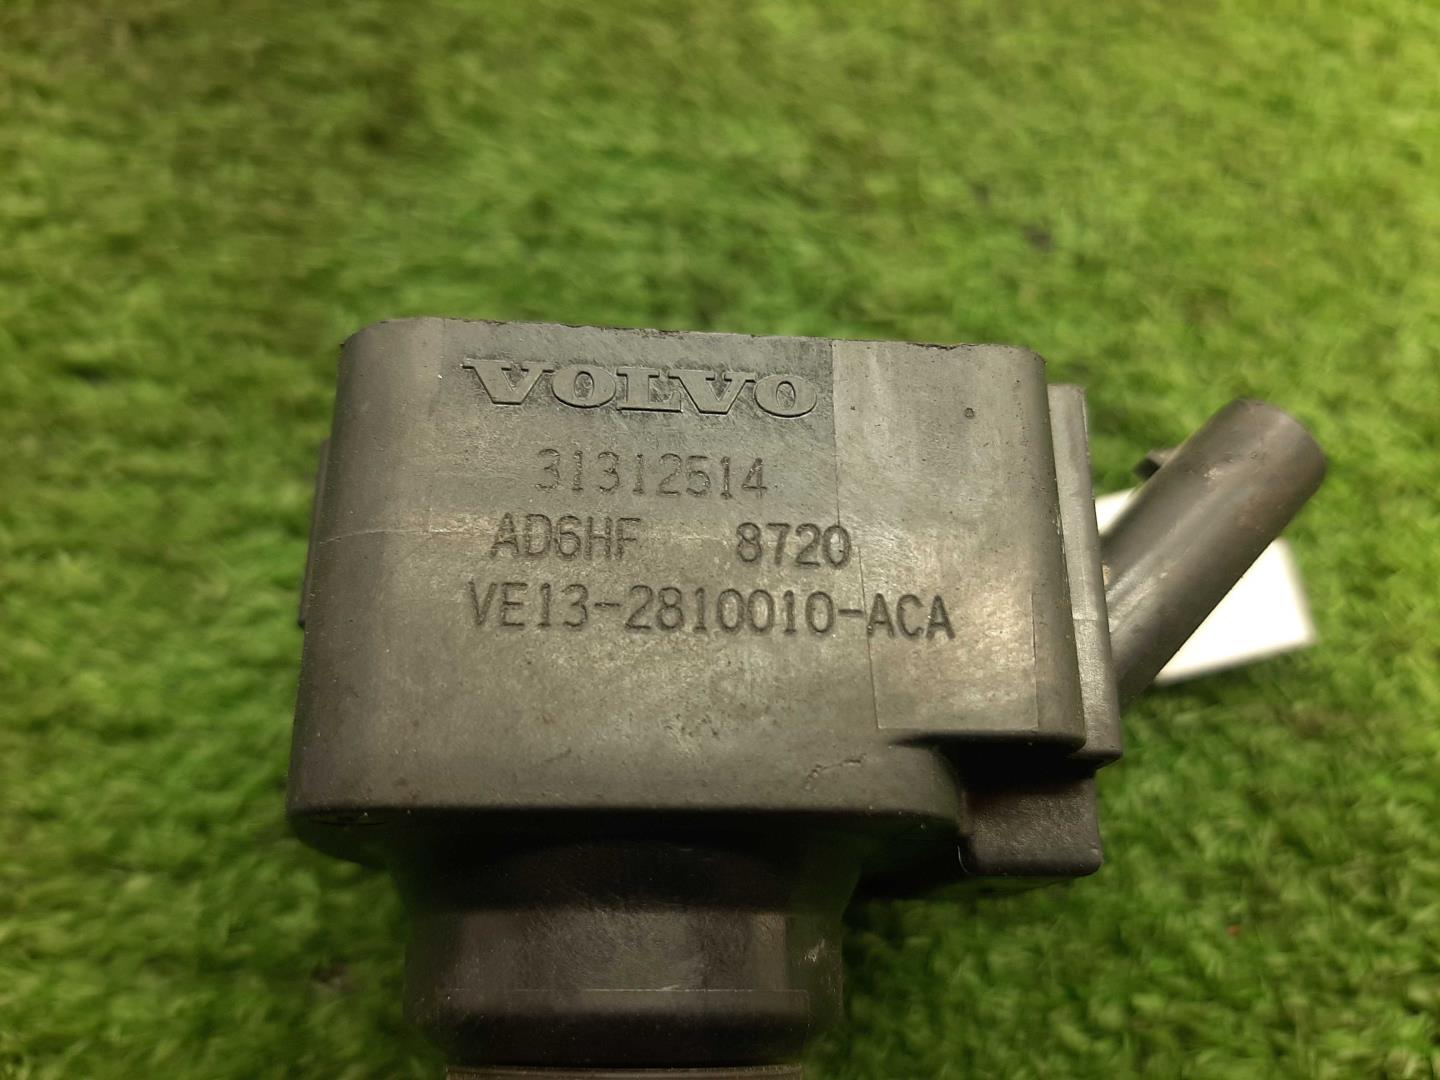 VOLVO
31312514
AD6HF 8720
VE13-2810010-ACA